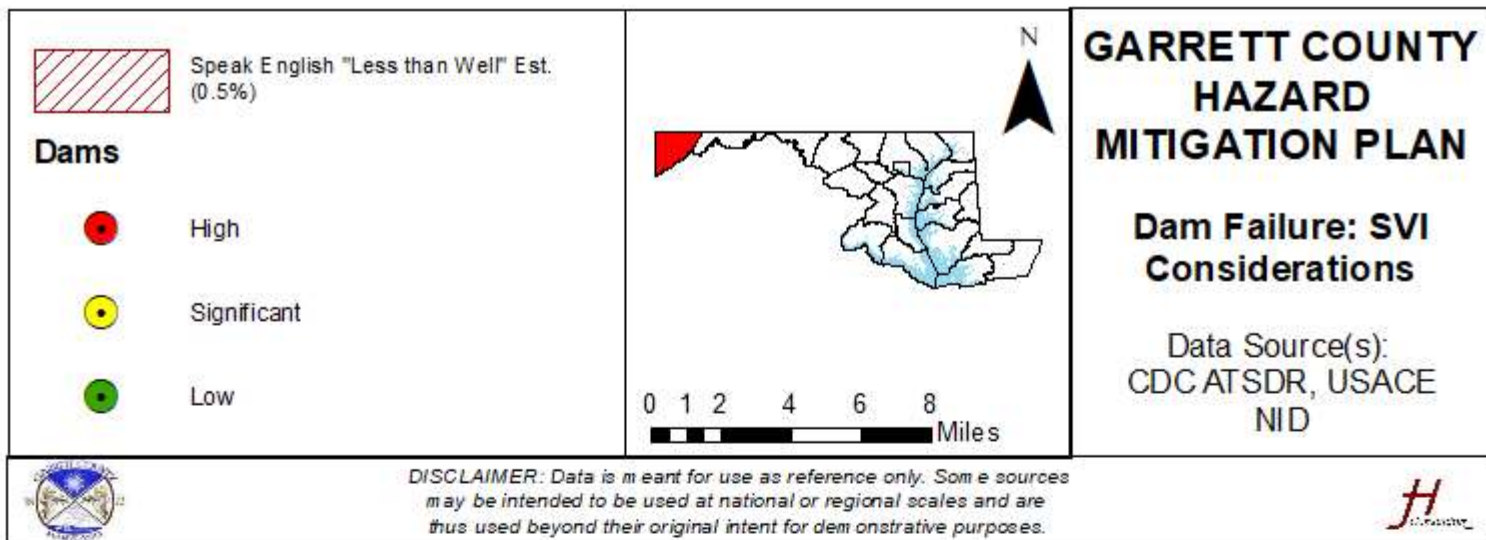 Speak English "Less than Well" Est.
(0.5%)
Dams
High
Significant
Low
N
0 1 2 4 6 8
Miles
GARRETT COUNTY
HAZARD
MITIGATION PLAN
Dam Failure: SVI
Considerations
Data Source(s):
CDC ATSDR, USACE
NID
DISCLAIMER: Data is meant for use as reference only. Some sources
may be intended to be used at national or regional scales and are
thus used beyond their original intent for demonstrative purposes.